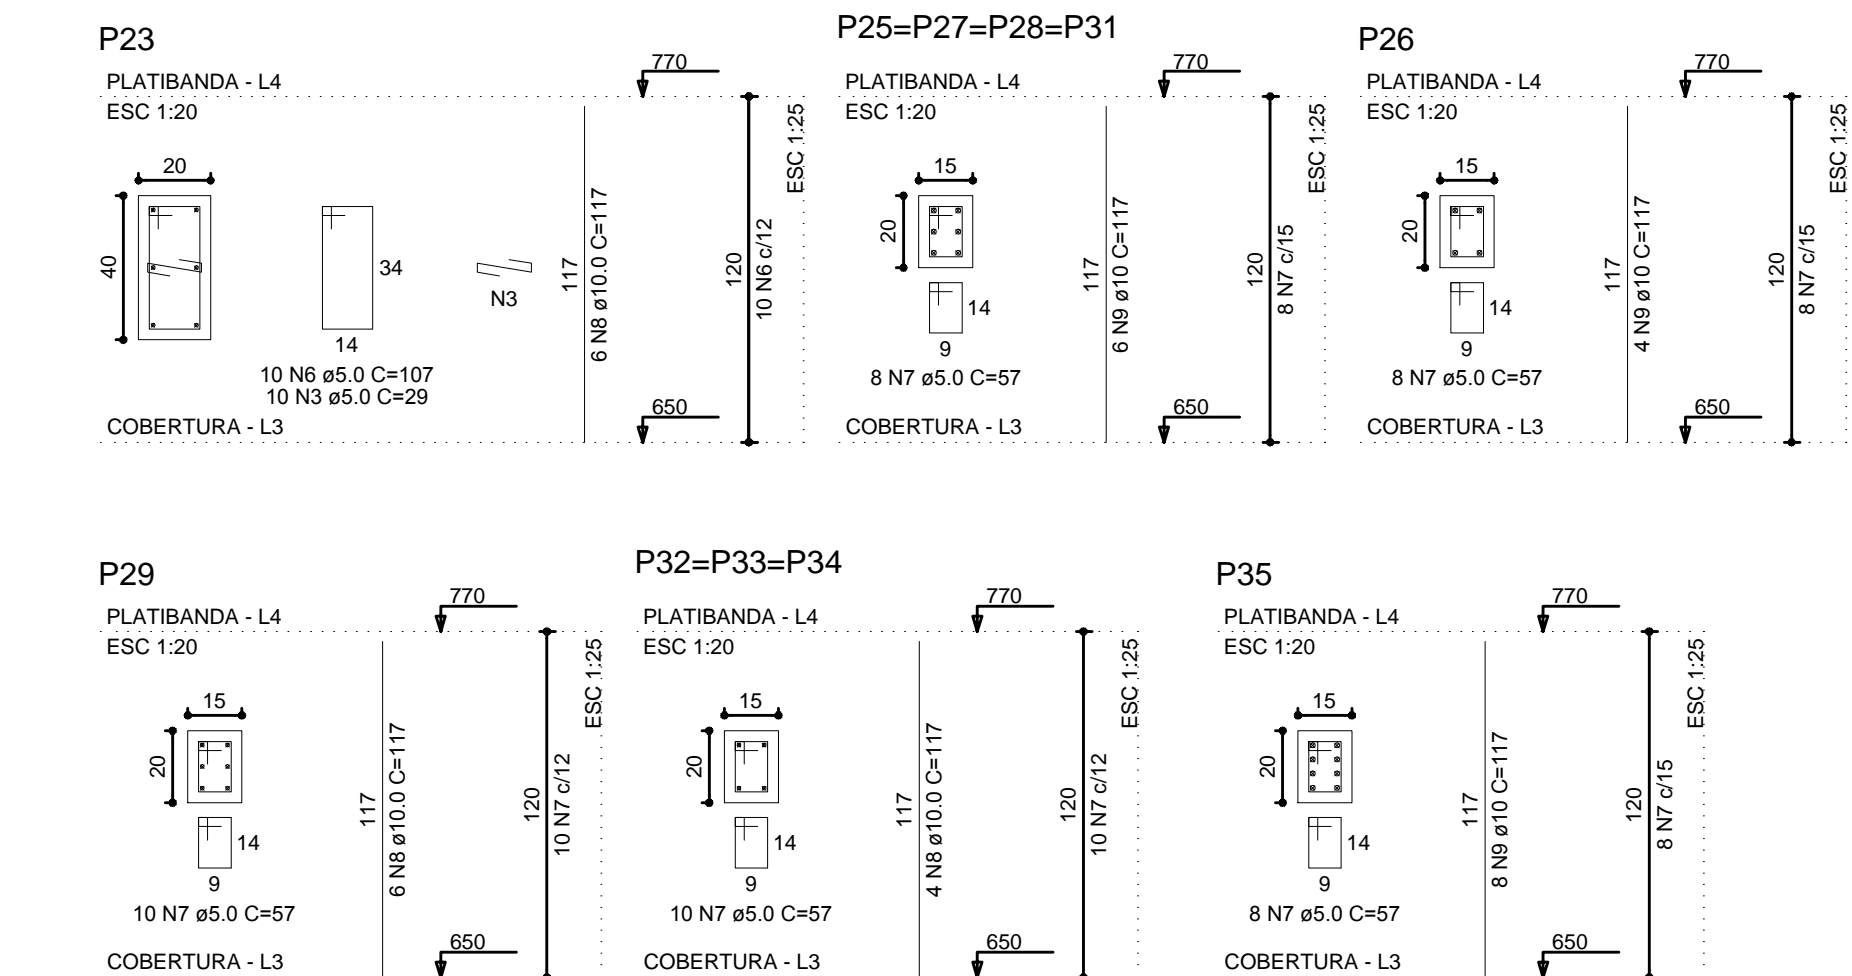 P23
PLATIBANDA - L4
ESC 1:20
770
ESC 1:25
20
40
34
14
N3
10 N6 ø5.0 C=107
10 N3 ø5.0 C=29
117
6 N8 ø10.0 C=117
120
10 N6 c/12
650
COBERTURA - L3
P25=P27=P28=P31
PLATIBANDA - L4
ESC 1:20
770
ESC 1:25
15
20
14
9
8 N7 ø5.0 C=57
117
6 N9 ø10 C=117
120
8 N7 c/15
650
COBERTURA - L3
P26
PLATIBANDA - L4
ESC 1:20
770
ESC 1:25
15
20
14
9
8 N7 ø5.0 C=57
117
4 N9 ø10 C=117
120
8 N7 c/15
650
COBERTURA - L3
P29
PLATIBANDA - L4
ESC 1:20
770
ESC 1:25
15
20
14
9
10 N7 ø5.0 C=57
117
6 N8 ø10.0 C=117
120
10 N7 c/12
650
COBERTURA - L3
P32=P33=P34
PLATIBANDA - L4
ESC 1:20
770
ESC 1:25
15
20
14
9
10 N7 ø5.0 C=57
117
4 N8 ø10.0 C=117
120
10 N7 c/12
650
COBERTURA - L3
P35
PLATIBANDA - L4
ESC 1:20
770
ESC 1:25
15
20
14
9
8 N7 ø5.0 C=57
117
8 N9 ø10 C=117
120
8 N7 c/15
650
COBERTURA - L3